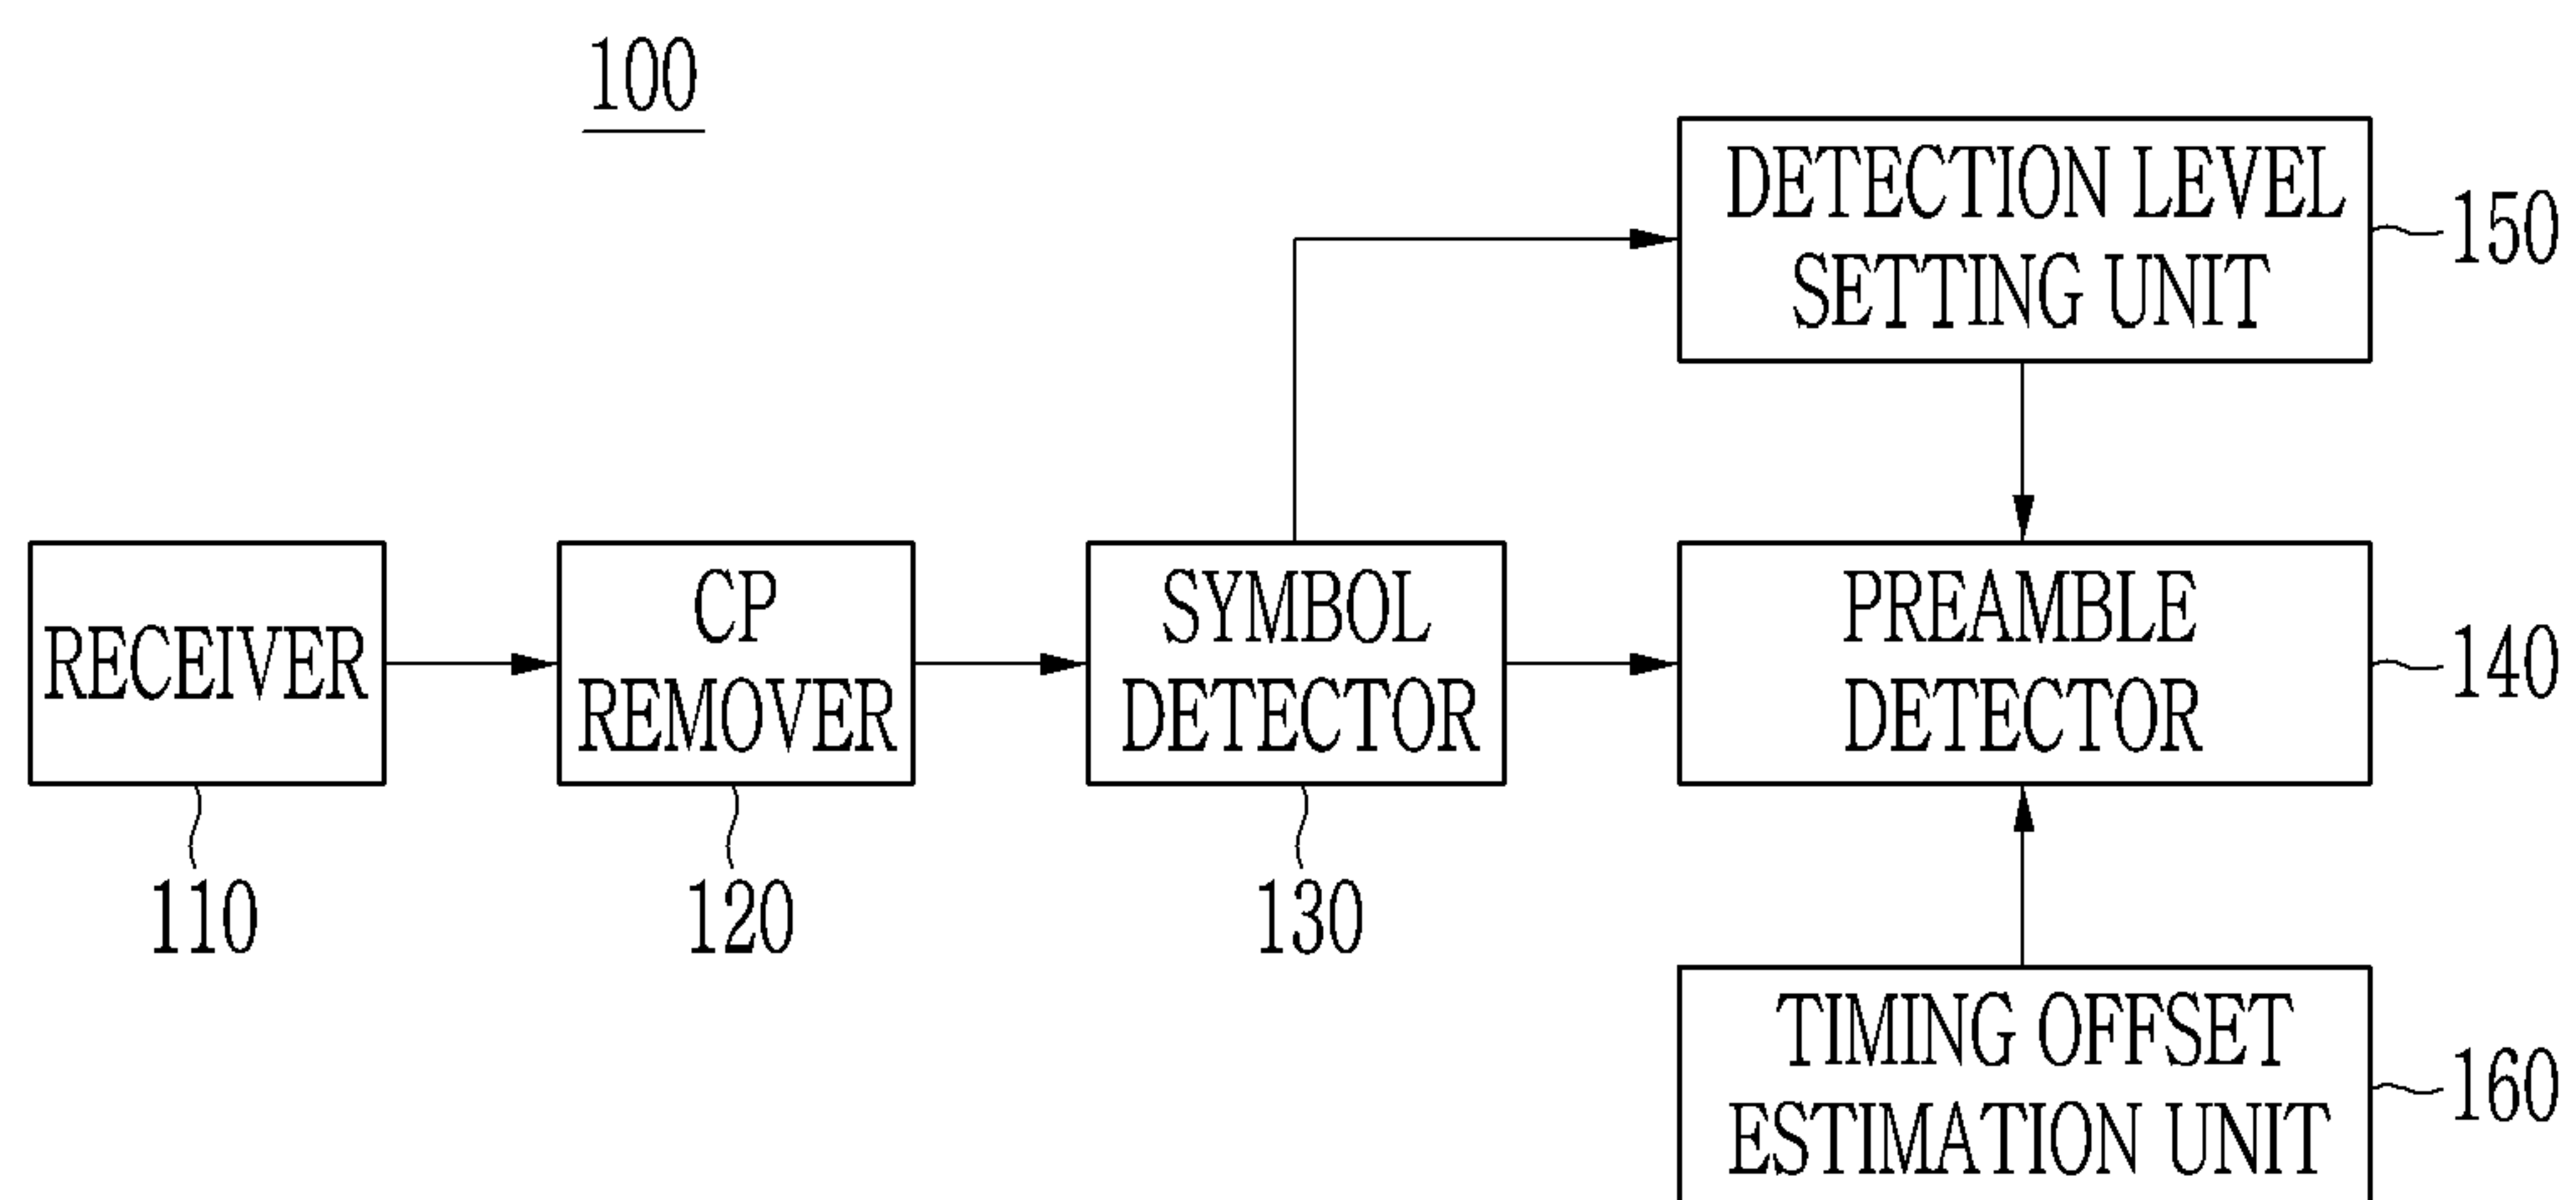 100
DETECTION LEVEL
SETTING UNIT
150
RECEIVER
CP
REMOVER
SYMBOL
DETECTOR
PREAMBLE
DETECTOR
140
110
120
130
TIMING OFFSET
ESTIMATION UNIT
160